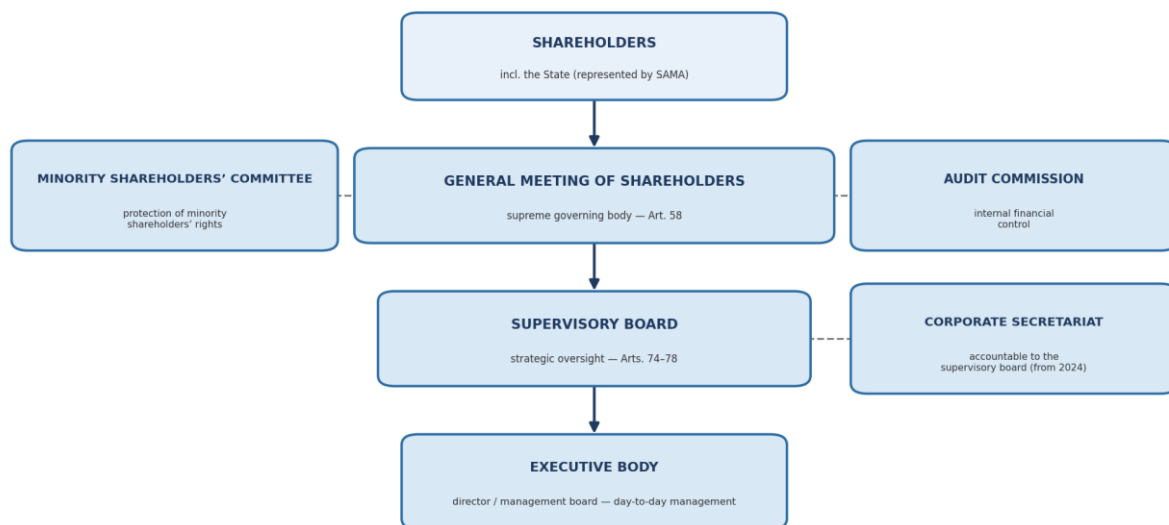 SHAREHOLDERS
incl. the State (represented by SAMA)
MINORITY SHAREHOLDERS’ COMMITTEE
protection of minority
shareholders’ rights
GENERAL MEETING OF SHAREHOLDERS
supreme governing body — Art. 58
AUDIT COMMISSION
internal financial
control
SUPERVISORY BOARD
strategic oversight — Arts. 74–78
CORPORATE SECRETARIAT
accountable to the
supervisory board (from 2024)
EXECUTIVE BODY
director / management board — day-to-day management